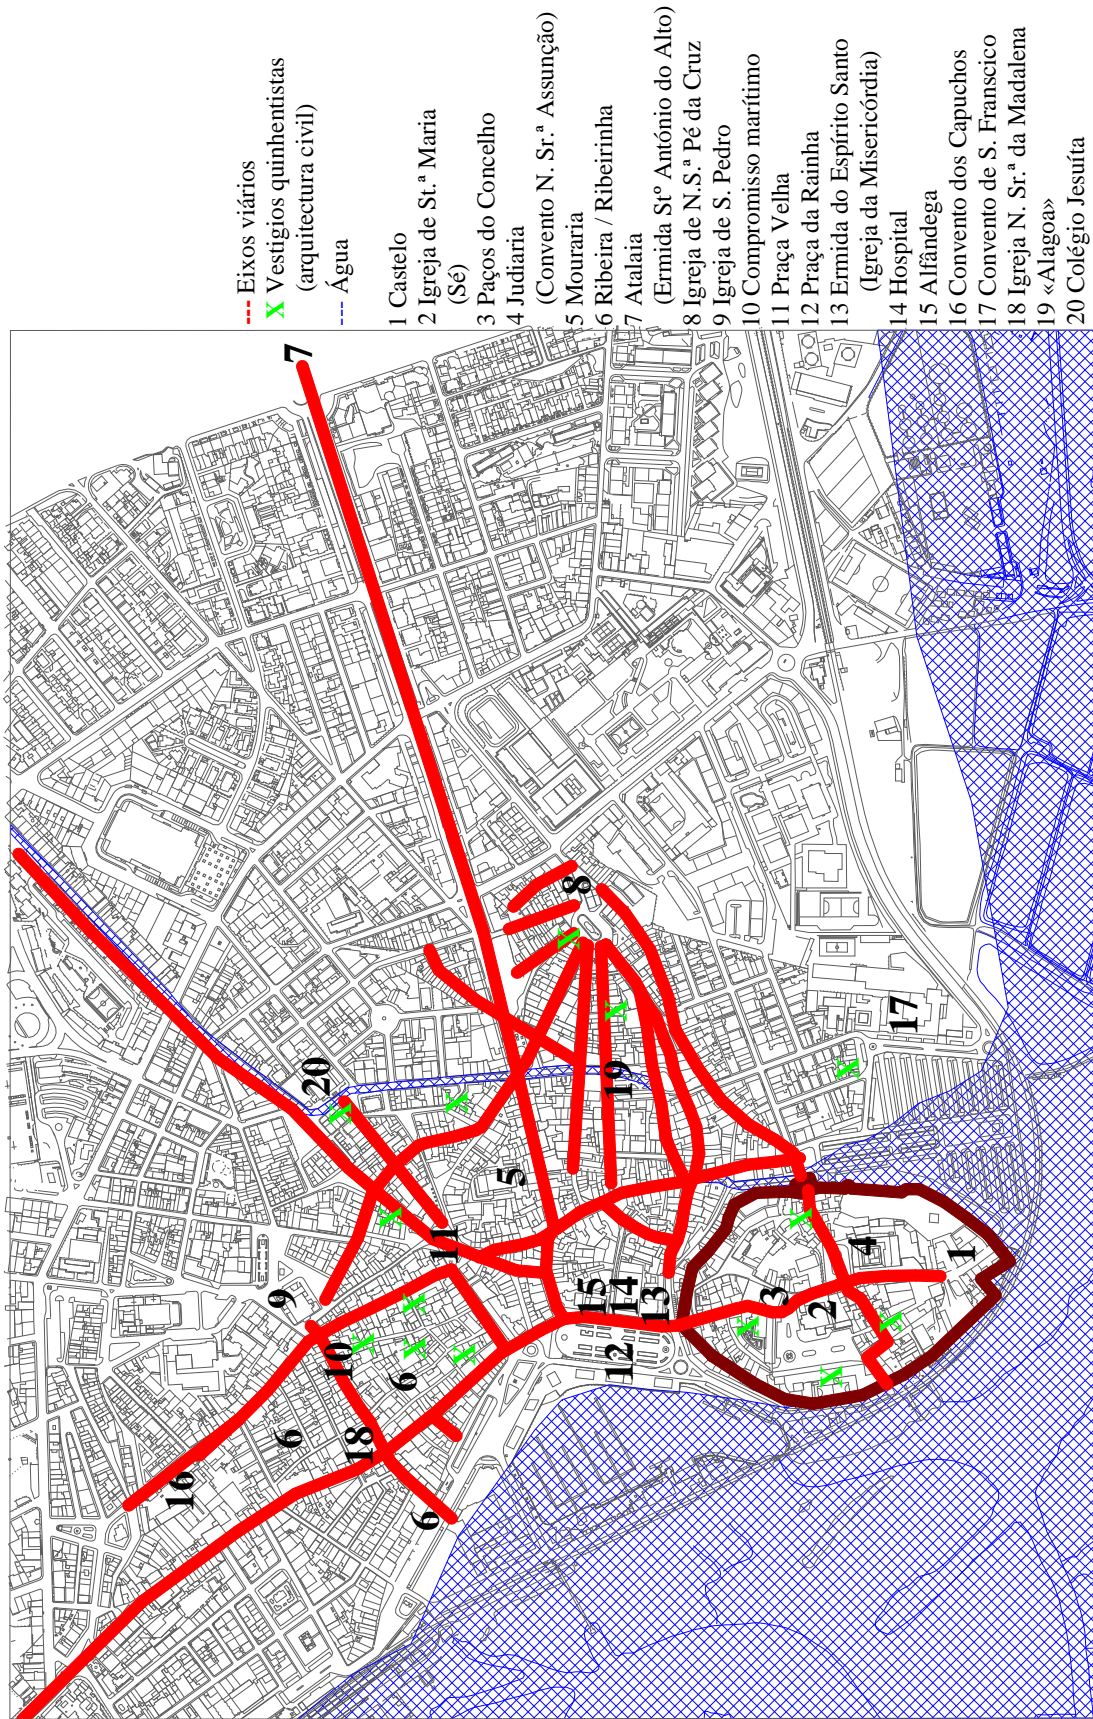 --- Eixos viários
X Vestígios quinhentistas
(arquitectura civil)
--- Água
1 Castelo
2 Igreja de St.ª Maria
(Sé)
3 Paços do Concelho
4 Judiaria
(Convento N. Sr.ª Assunção)
5 Mouraria
6 Ribeira / Ribeirinha
7 Atalaia
(Ermida Stº António do Alto)
8 Igreja de N.S.ª Pé da Cruz
9 Igreja de S. Pedro
10 Compromisso marítimo
11 Praça Velha
12 Praça da Rainha
13 Ermida do Espírito Santo
(Igreja da Misericórdia)
14 Hospital
15 Alfândega
16 Convento dos Capuchos
17 Convento de S. Franscico
18 Igreja N. Sr.ª da Madalena
19 «Alagoa»
20 Colégio Jesuíta
7
8
20
17
19
5
11
9
10
6
6
18
16
6
15
14
13
12
3
2
4
1
X
X
X
X
X
X
X
X
X
X
X
X
X
X